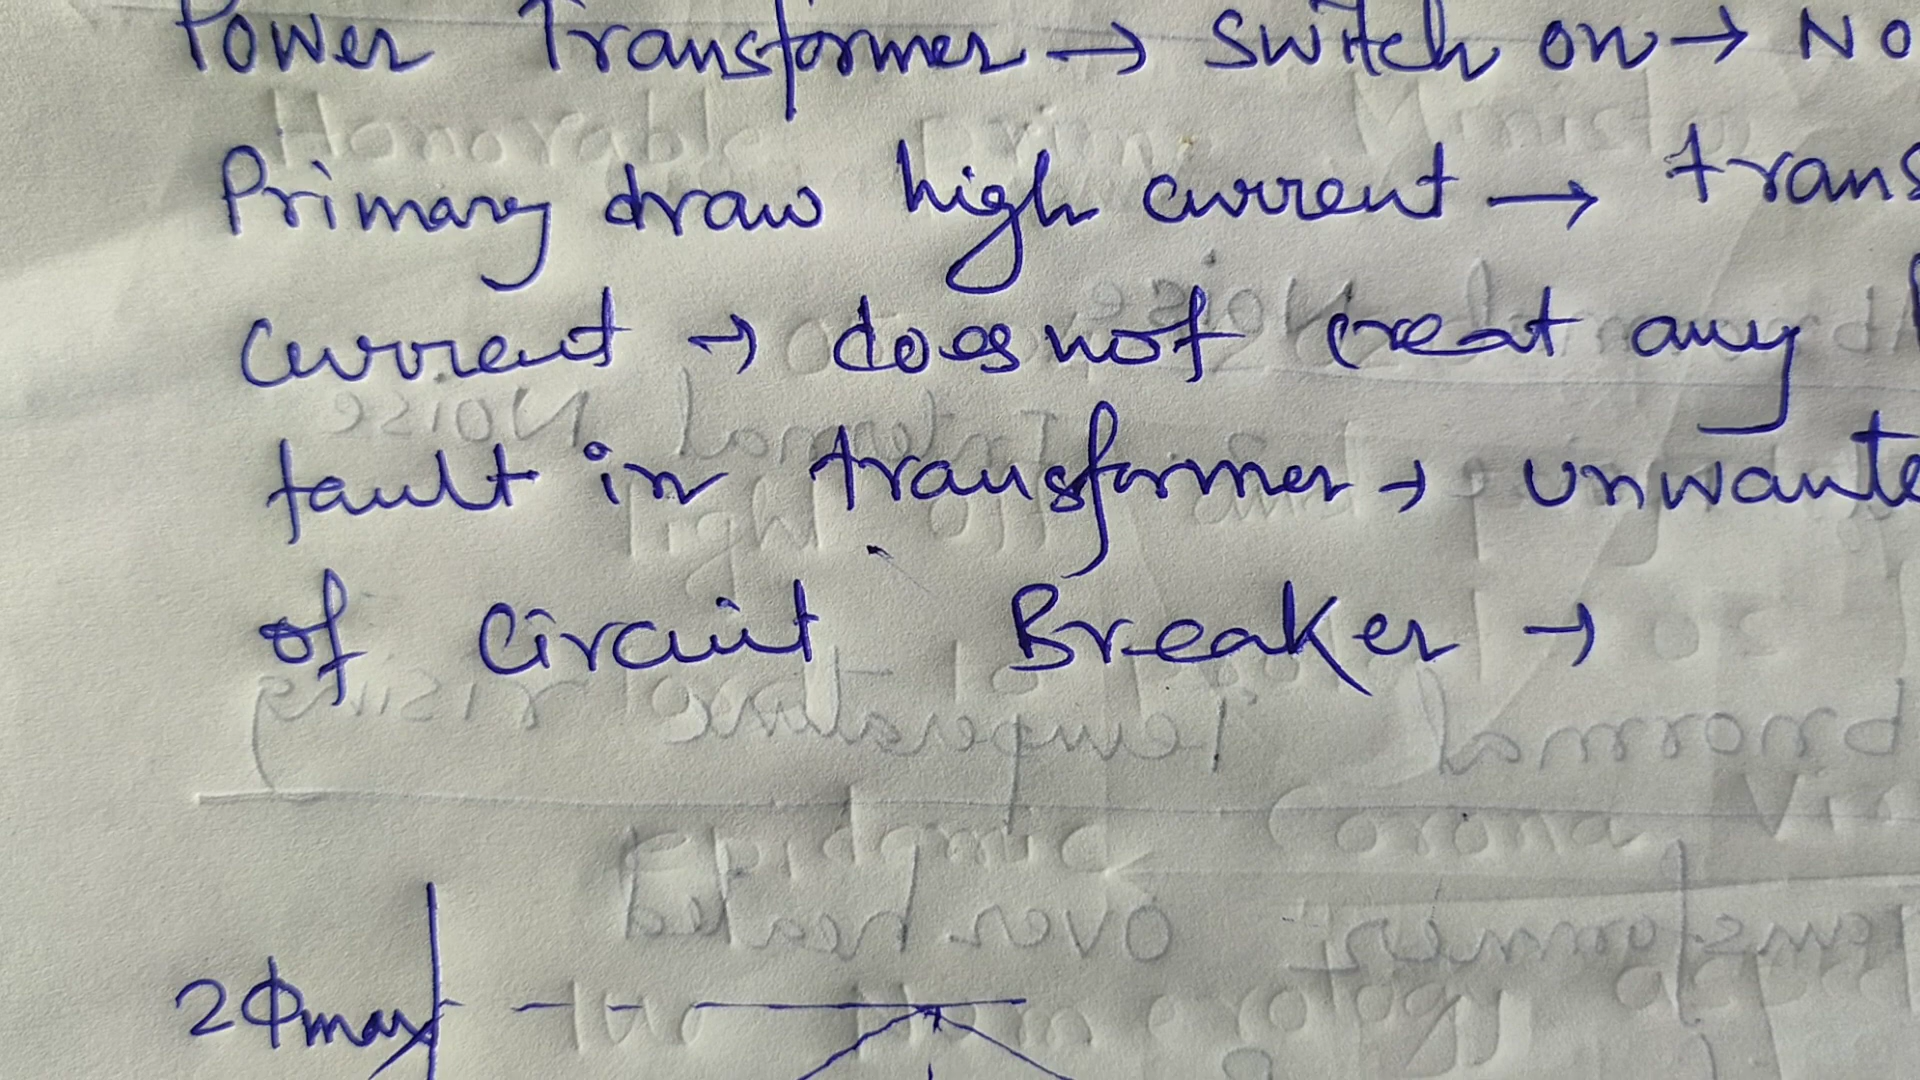 Power Transformer → Switch on → No
Primary draw high current → trans
current → does not creat any
fault in transformer → unwante
of Circuit Breaker →
2Φmax